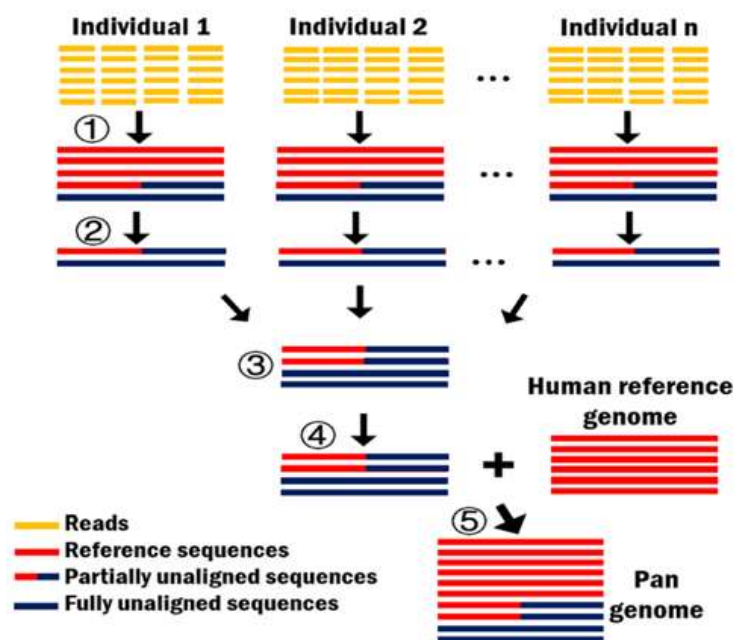 Individual 1
Individual 2
Individual n
...
①
...
②
...
③
Human reference
genome
④
+
⑤
Reads
Reference sequences
Partially unaligned sequences
Fully unaligned sequences
Pan
genome